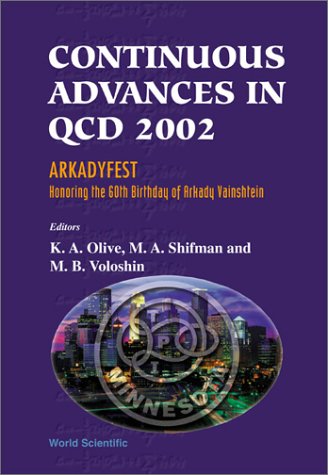 CONTINUOUS
ADVANCES IN
QCD 2002
ARKADYFEST
Honoring the 60th Birthday of Arkady Vainshtein
Editors
K. A. Olive, M. A. Shifman and
M. B. Voloshin
T
T P I
I
MINNESOTA
World Scientific